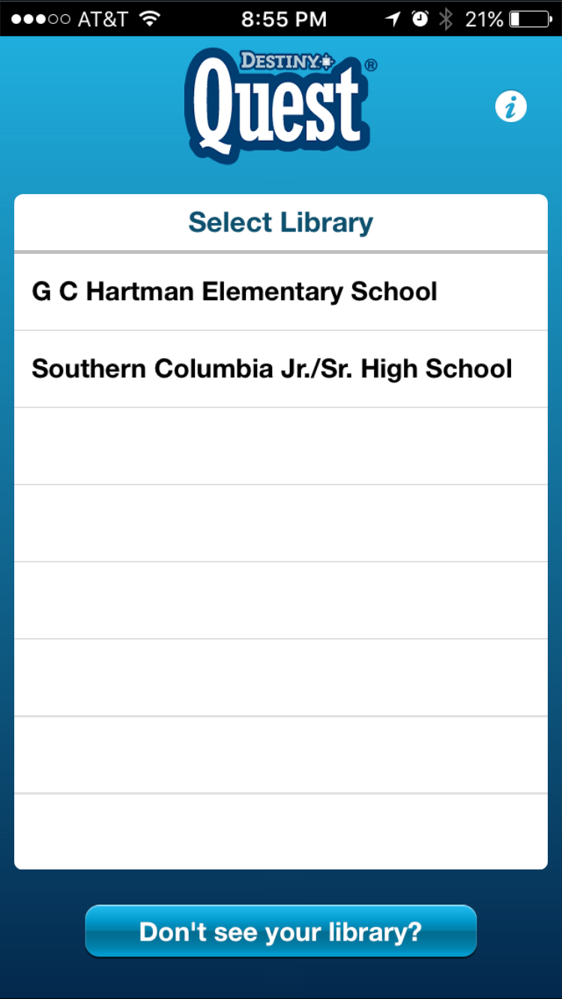 AT&T 8:55 PM 21%
DESTINY
Quest®
i
Select Library
G C Hartman Elementary School
Southern Columbia Jr./Sr. High School
Don't see your library?